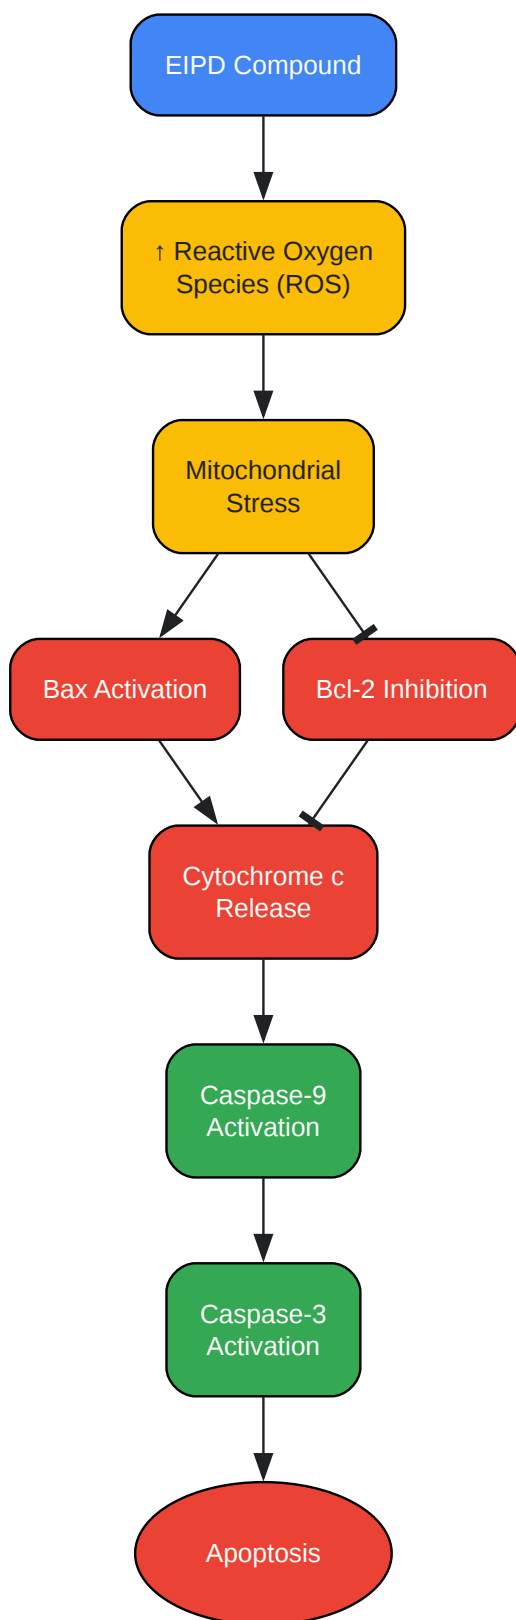 EIPD Compound
↑ Reactive Oxygen
Species (ROS)
Mitochondrial
Stress
Bax Activation
Bcl-2 Inhibition
Cytochrome c
Release
Caspase-9
Activation
Caspase-3
Activation
Apoptosis